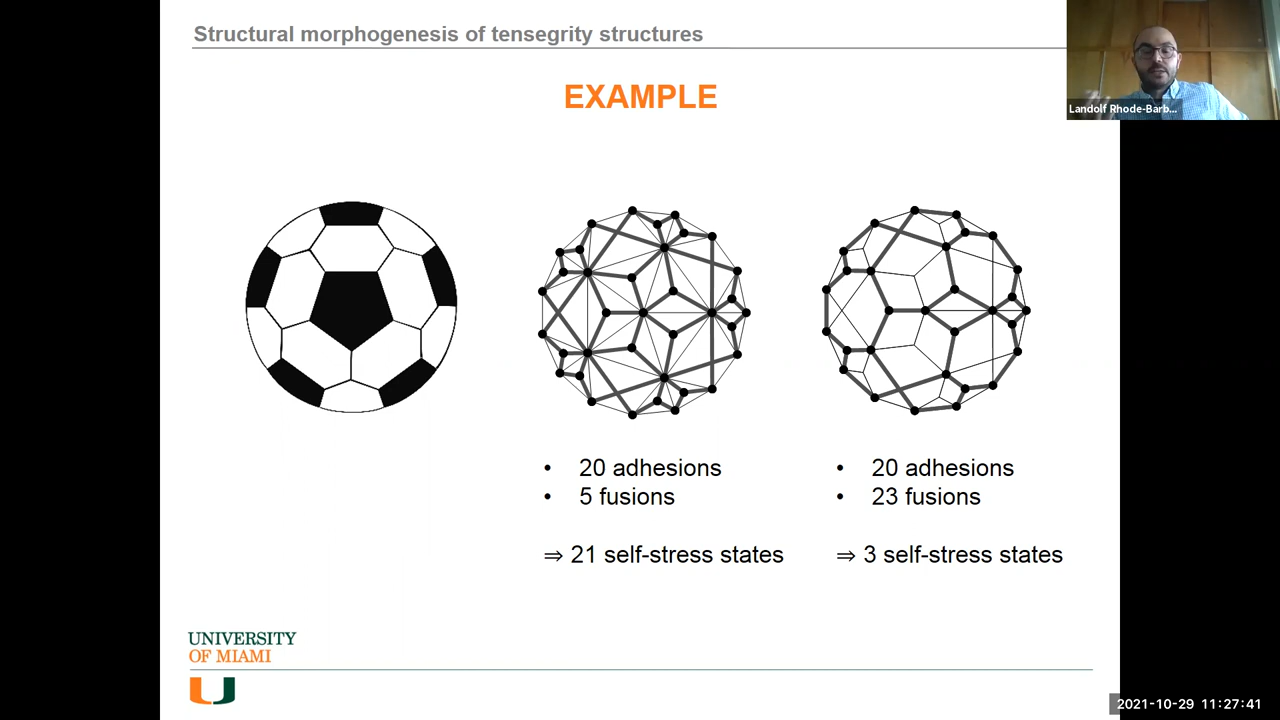 Structural morphogenesis of tensegrity structures
Landolf Rhode-Barb...
EXAMPLE
• 20 adhesions
• 5 fusions
⇒ 21 self-stress states
• 20 adhesions
• 23 fusions
⇒ 3 self-stress states
UNIVERSITY
OF MIAMI
2021-10-29 11:27:41